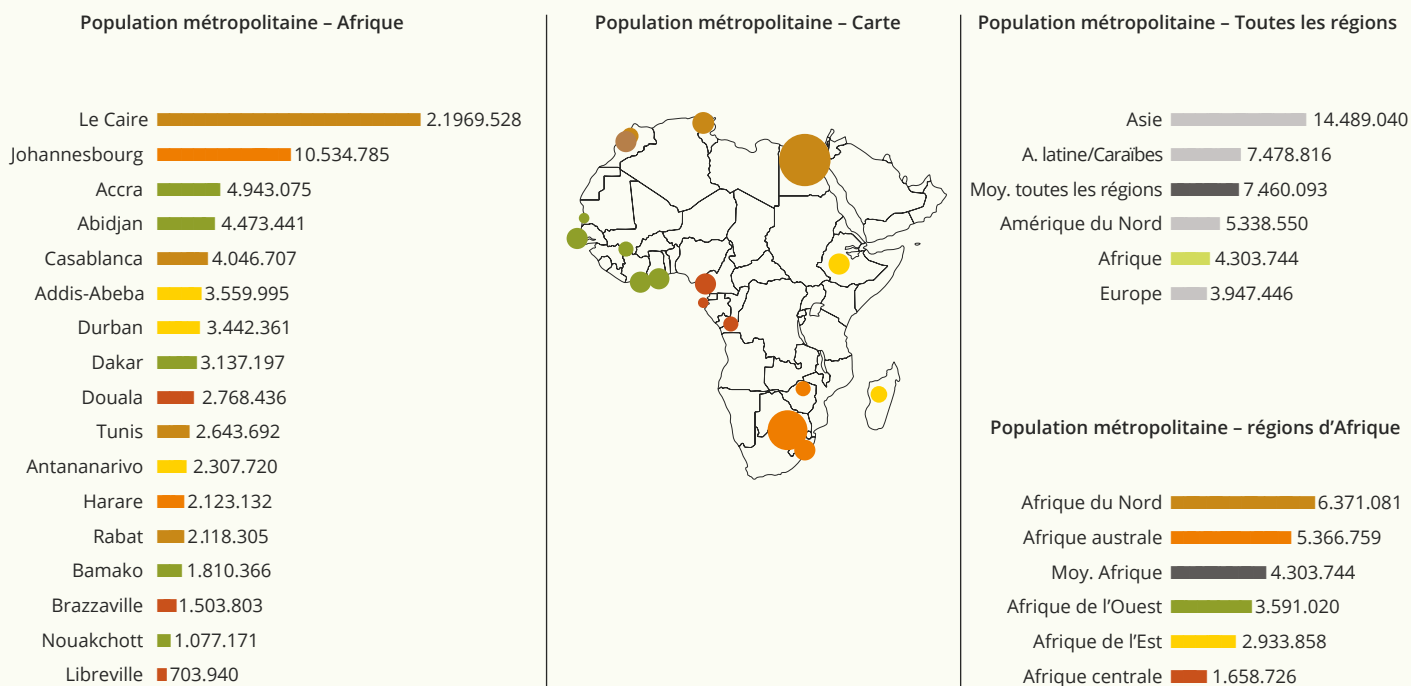 Population métropolitaine – Afrique
Le Caire 2.1969.528
Johannesbourg 10.534.785
Accra 4.943.075
Abidjan 4.473.441
Casablanca 4.046.707
Addis-Abeba 3.559.995
Durban 3.442.361
Dakar 3.137.197
Douala 2.768.436
Tunis 2.643.692
Antananarivo 2.307.720
Harare 2.123.132
Rabat 2.118.305
Bamako 1.810.366
Brazzaville 1.503.803
Nouakchott 1.077.171
Libreville 703.940
Population métropolitaine – Carte
Population métropolitaine – Toutes les régions
Asie 14.489.040
A. latine/Caraïbes 7.478.816
Moy. toutes les régions 7.460.093
Amérique du Nord 5.338.550
Afrique 4.303.744
Europe 3.947.446
Population métropolitaine – régions d’Afrique
Afrique du Nord 6.371.081
Afrique australe 5.366.759
Moy. Afrique 4.303.744
Afrique de l’Ouest 3.591.020
Afrique de l’Est 2.933.858
Afrique centrale 1.658.726